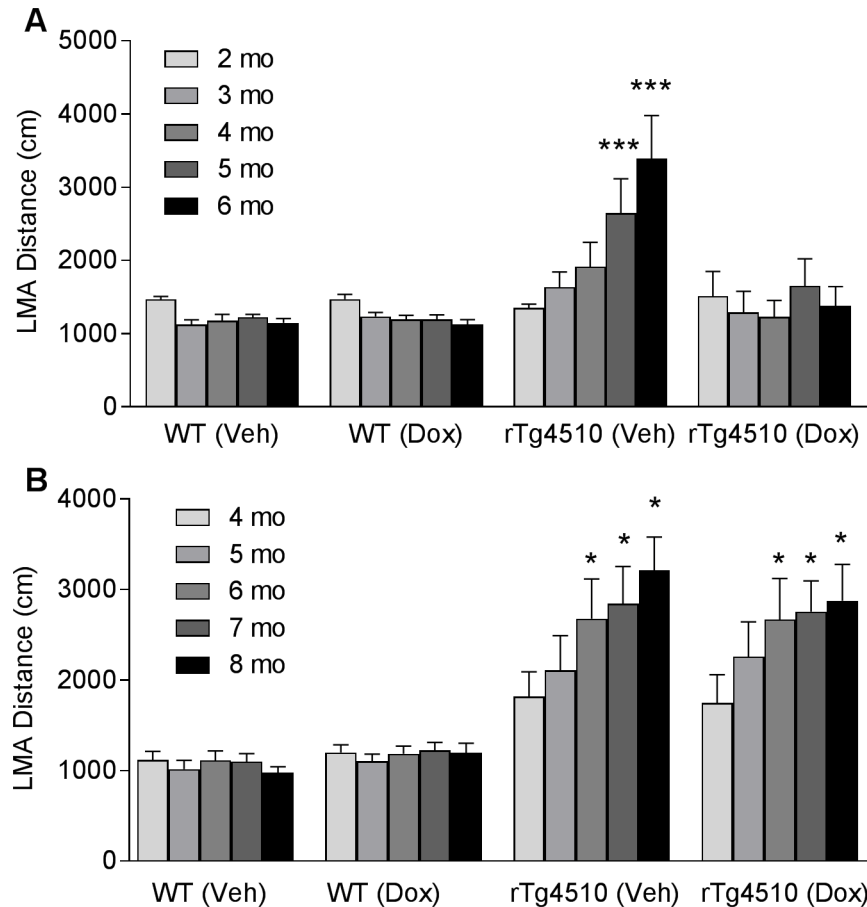 A
5000
4000
3000
2000
1000
0
LMA Distance (cm)
2 mo
3 mo
4 mo
5 mo
6 mo
***
***
WT (Veh) WT (Dox) rTg4510 (Veh) rTg4510 (Dox)
B
4000
3000
2000
1000
0
LMA Distance (cm)
4 mo
5 mo
6 mo
7 mo
8 mo
* * * * * *
WT (Veh) WT (Dox) rTg4510 (Veh) rTg4510 (Dox)